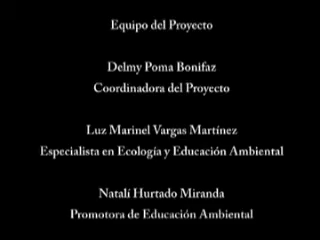 Equipo del Proyecto
Delmy Poma Bonifaz
Coordinadora del Proyecto
Luz Marinel Vargas Martínez
Especialista en Ecología y Educación Ambiental
Natalí Hurtado Miranda
Promotora de Educación Ambiental